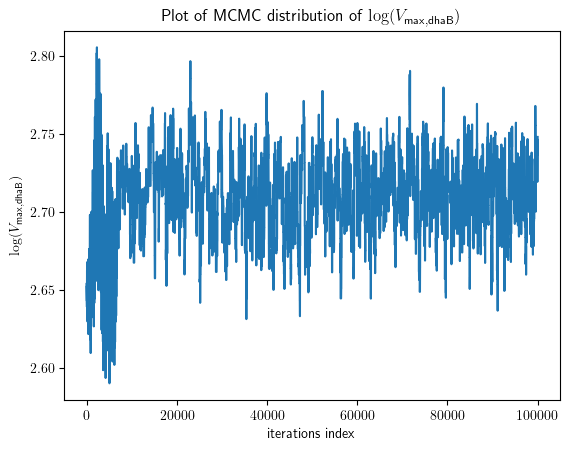 Plot of MCMC distribution of log(V_max,dhaB)
log(V_max,dhaB)
2.80
2.75
2.70
2.65
2.60
0 20000 40000 60000 80000 100000
iterations index